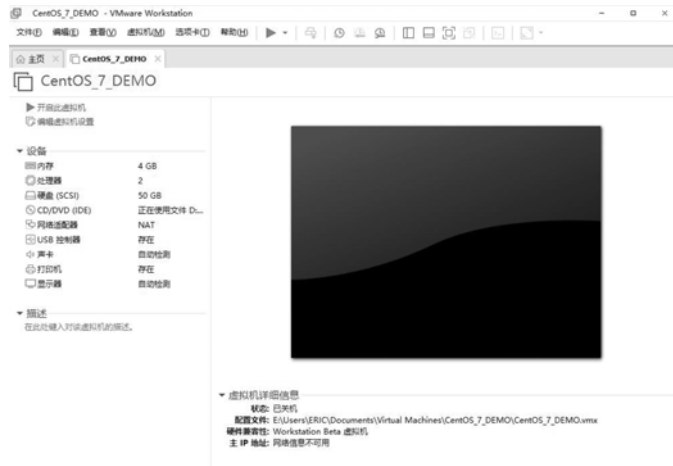 CentOS_7_DEMO - VMware Workstation
文件(F) 编辑(E) 查看(V) 虚拟机(M) 选项卡(T) 帮助(H)
主页 CentOS_7_DEMO
CentOS_7_DEMO
开启此虚拟机
编辑虚拟机设置
设备
内存 4 GB
处理器 2
硬盘 (SCSI) 50 GB
CD/DVD (IDE) 正在使用文件 D:...
网络适配器 NAT
USB 控制器 存在
声卡 自动检测
打印机 存在
显示器 自动检测
描述
在此处键入对该虚拟机的描述。
虚拟机详细信息
状态: 已关机
配置文件: E:\Users\ERIC\Documents\Virtual Machines\CentOS_7_DEMO\CentOS_7_DEMO.vmx
硬件兼容性: Workstation Beta 虚拟机
主 IP 地址: 网络信息不可用